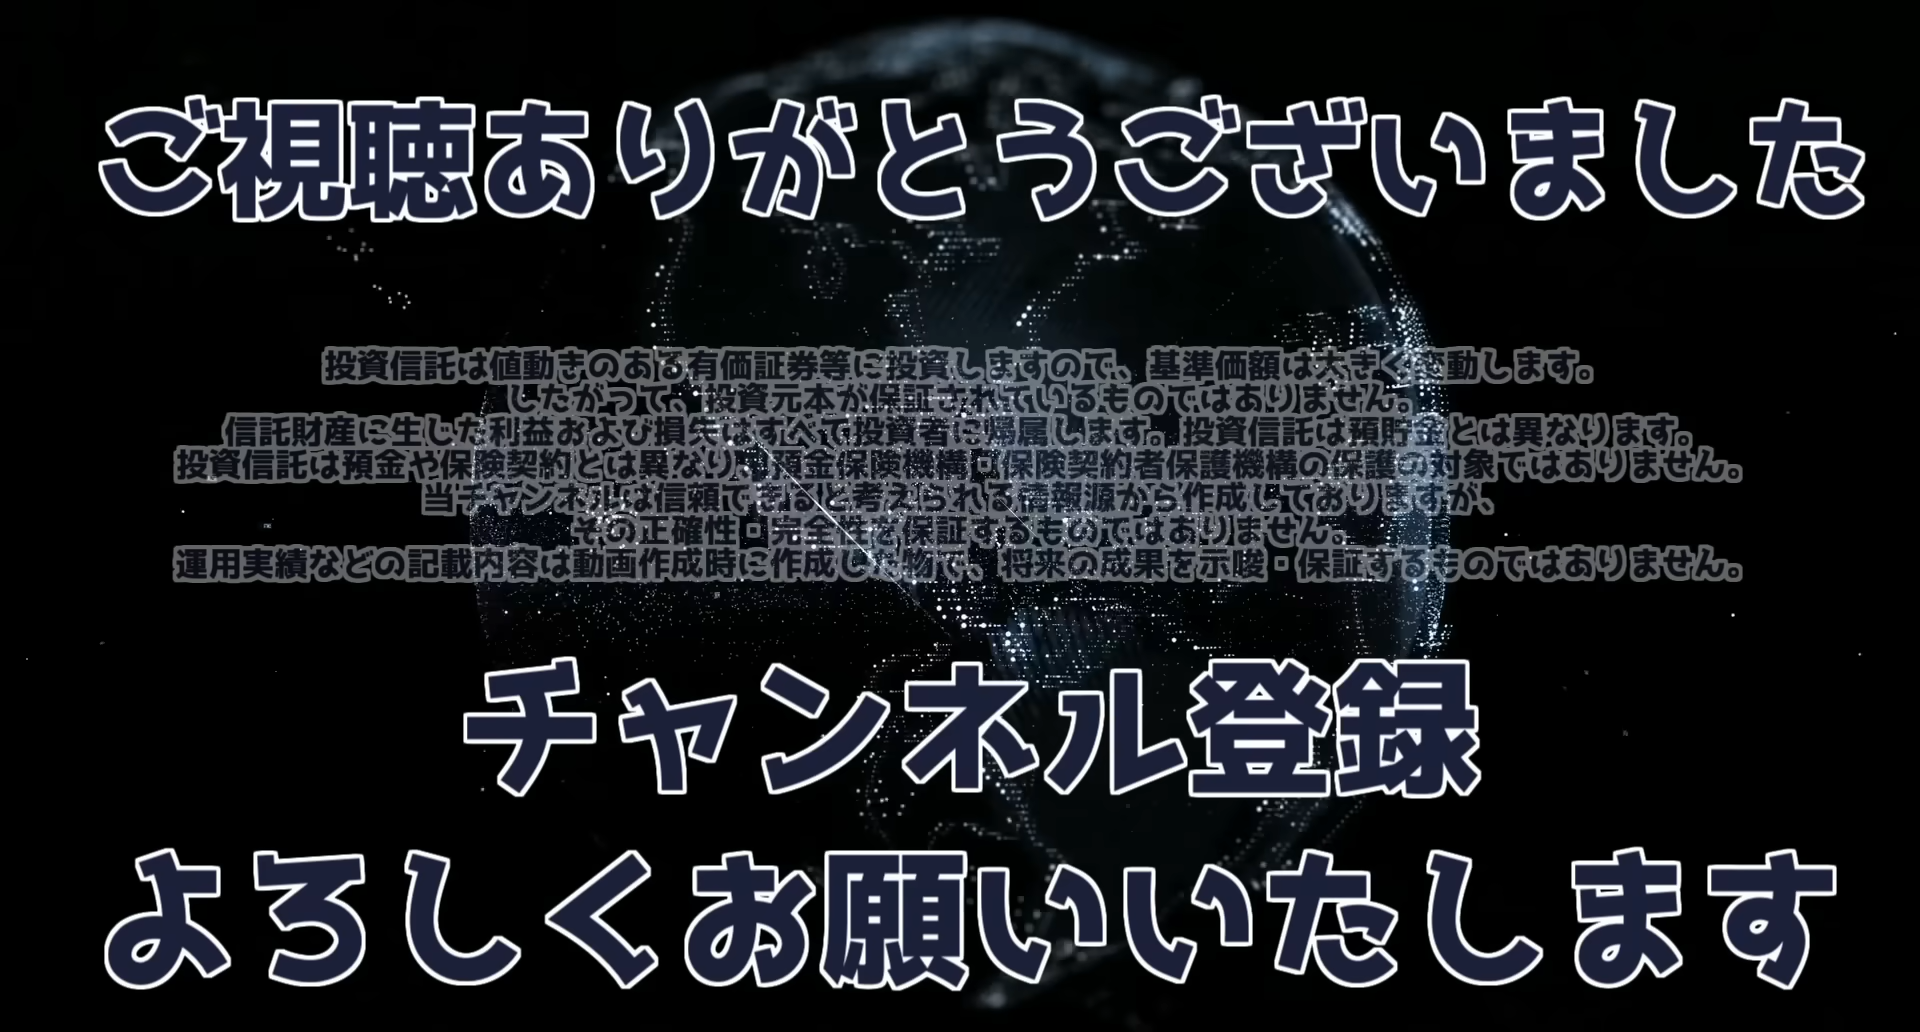 ご視聴ありがとうございました
投資信託は値動きのある有価証券等に投資しますので、基準価額は大きく変動します。
したがって、投資元本が保証されているものではありません。
信託財産に生じた利益および損失はすべて投資者に帰属します。投資信託は預貯金とは異なります。
投資信託は預金や保険契約とは異なり、預金保険機構・保険契約者保護機構の保護の対象ではありません。
当チャンネルは信頼できると考えられる情報源から作成しておりますが、
その正確性・完全性を保証するものではありません。
運用実績などの記載内容は動画作成時に作成した物で、将来の成果を示唆・保証するものではありません。
チャンネル登録
よろしくお願いいたします